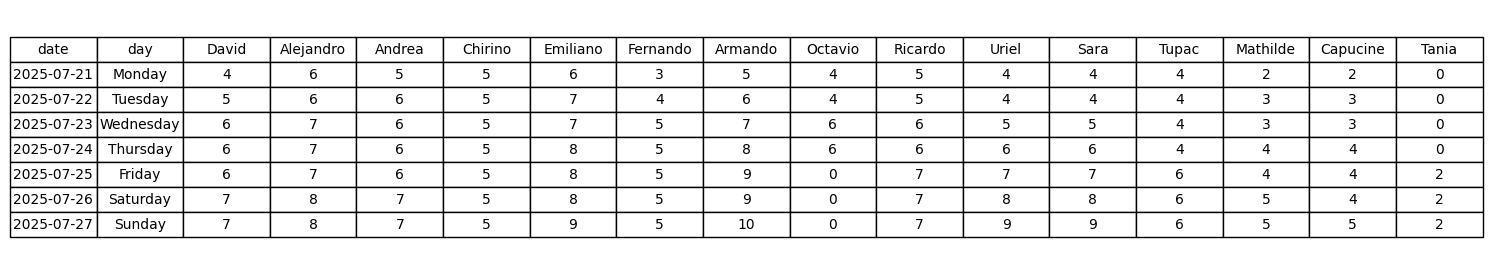 date day David Alejandro Andrea Chirino Emiliano Fernando Armando Octavio Ricardo Uriel Sara Tupac Mathilde Capucine Tania
2025-07-21 Monday 4 6 5 5 6 3 5 4 5 4 4 4 2 2 0
2025-07-22 Tuesday 5 6 6 5 7 4 6 4 5 4 4 4 3 3 0
2025-07-23 Wednesday 6 7 6 5 7 5 7 6 6 5 5 4 3 3 0
2025-07-24 Thursday 6 7 6 5 8 5 8 6 6 6 6 4 4 4 0
2025-07-25 Friday 6 7 6 5 8 5 9 0 7 7 7 6 4 4 2
2025-07-26 Saturday 7 8 7 5 8 5 9 0 7 8 8 6 5 4 2
2025-07-27 Sunday 7 8 7 5 9 5 10 0 7 9 9 6 5 5 2